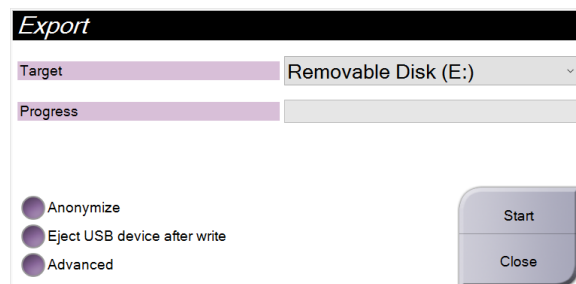 Export
Target
Removable Disk (E:)
Progress
Anonymize
Eject USB device after write
Advanced
Start
Close